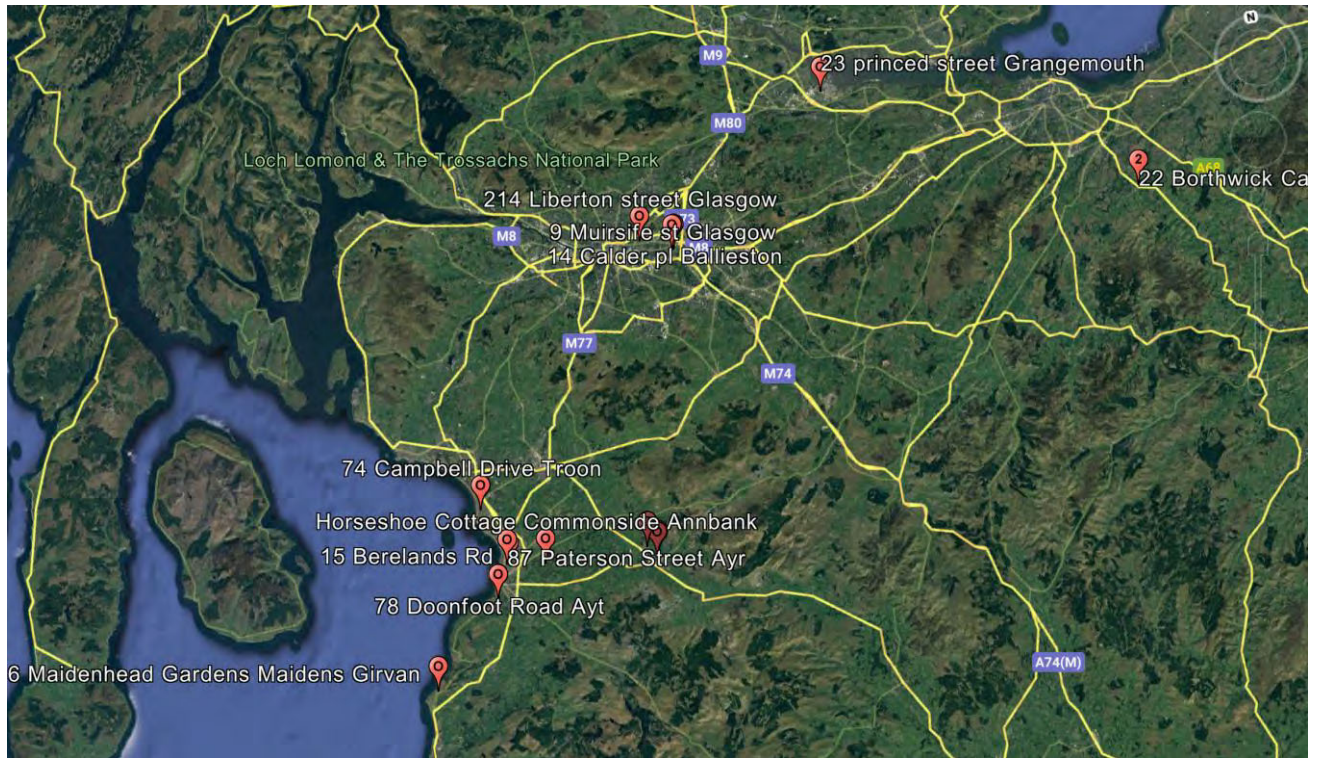 N
M9
23 princed street Grangemouth
M80
Loch Lomond & The Trossachs National Park
2
A68
22 Borthwick Ca
214 Liberton street Glasgow
O
O
73
M8
9 Muirsife st Glasgow
M8
14 Calder pl Ballieston
M77
M74
74 Campbell Drive Troon
O
Horseshoe Cottage Commonside Annbank
O
O
O
15 Berelands Rd
87 Paterson Street Ayr
O
78 Doonfoot Road Ayt
A74(M)
6 Maidenhead Gardens Maidens Girvan
O